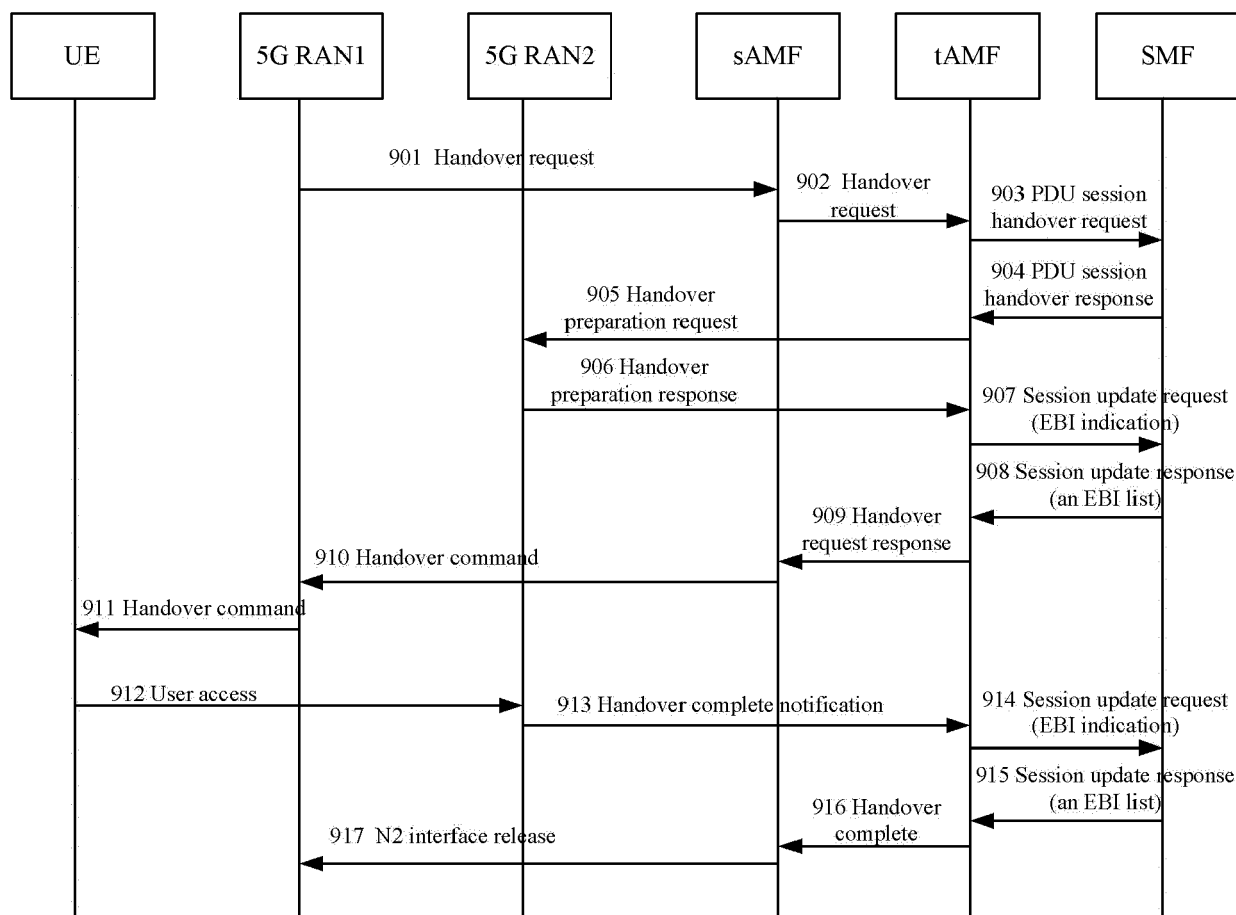 UE
5G RAN1
5G RAN2
sAMF
tAMF
SMF
901 Handover request
902 Handover
request
903 PDU session
handover request
904 PDU session
handover response
905 Handover
preparation request
906 Handover
preparation response
907 Session update request
(EBI indication)
908 Session update response
(an EBI list)
909 Handover
request response
910 Handover command
911 Handover command
912 User access
913 Handover complete notification
914 Session update request
(EBI indication)
915 Session update response
(an EBI list)
916 Handover
complete
917 N2 interface release